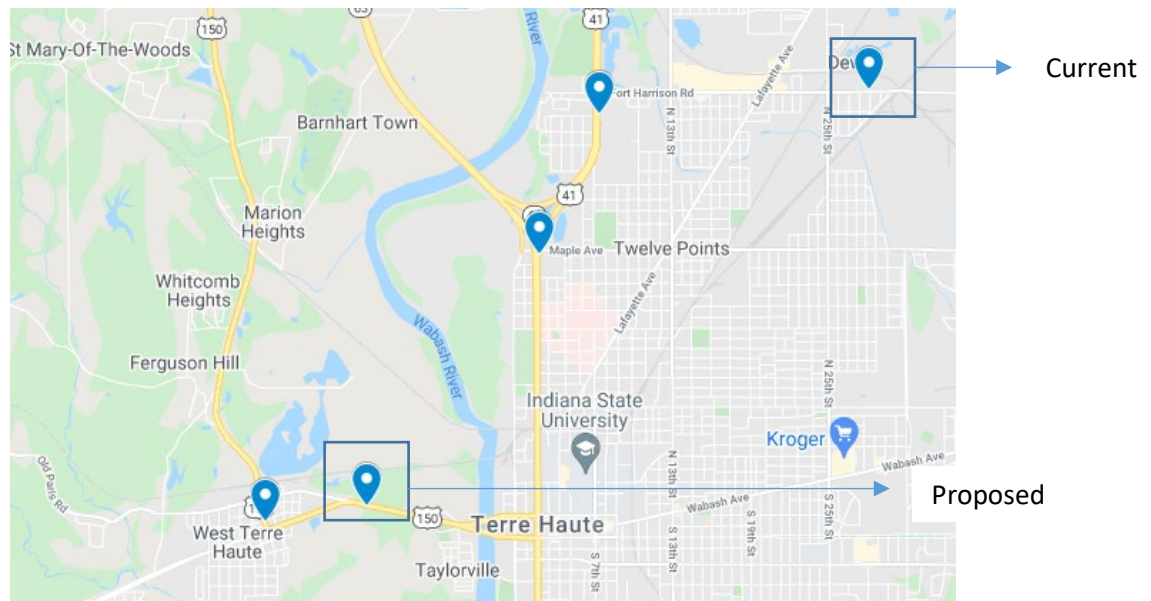 63
41
150
St Mary-Of-The-Woods
River
Lafayette Ave
Current
Fort Harrison Rd
Barnhart Town
N 13th St
N 25th St
41
Marion
Heights
Maple Ave
Twelve Points
Whitcomb
Heights
Lafayette Ave
Wabash River
Ferguson Hill
N 25th St
Indiana State
University
Kroger
Wabash Ave
Old Paris Rd
N 13th St
Wabash Ave
Proposed
150
Terre Haute
West Terre
Haute
S 7th St
S 13th St
S 19th St
S 25th St
Taylorville